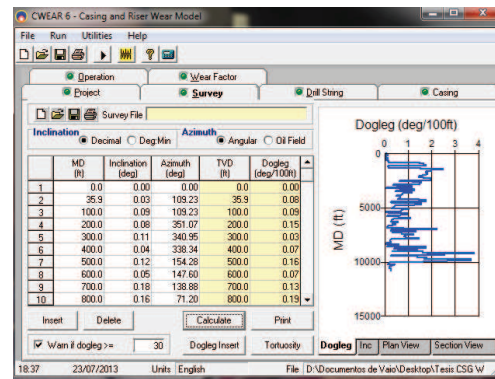 CWEAR 6 - Casing and Riser Wear Model
File Run Utilities Help
Operation Wear Factor
Project Survey Drill String Casing
Survey File
Inclination Decimal Deg:Min Azimuth Angular Oil Field
MD (ft) Inclination (deg) Azimuth (deg) TVD (ft) Dogleg (deg/100ft)
1 0.0 0.00 0.00 0.0 0.00
2 35.9 0.03 109.23 35.9 0.08
3 100.0 0.09 109.23 100.0 0.09
4 200.0 0.08 351.07 200.0 0.15
5 300.0 0.11 340.95 300.0 0.03
6 400.0 0.04 338.34 400.0 0.07
7 500.0 0.12 154.28 500.0 0.16
8 600.0 0.05 147.60 600.0 0.07
9 700.0 0.18 138.88 700.0 0.13
10 800.0 0.16 71.20 800.0 0.19
Insert Delete Calculate Print
Warn if dogleg >= 30 Dogleg Insert Tortuosity
Dogleg (deg/100ft)
0 1 2 3 4
0
5000
10000
15000
MD (ft)
Dogleg Inc Plan View Section View
18:37 23/07/2013 Units English File D:\Documentos de Vaio\Desktop\Tesis CSG W